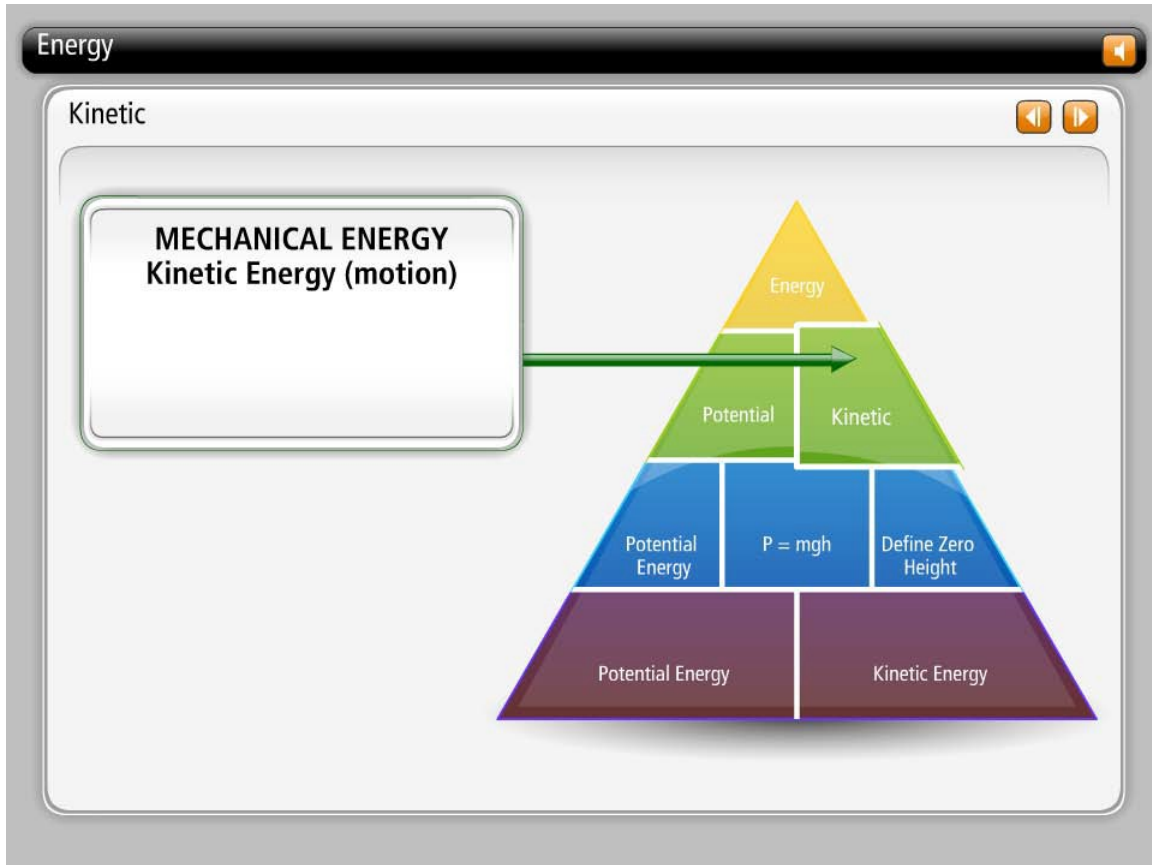 Energy
Kinetic
MECHANICAL ENERGY
Kinetic Energy (motion)
Energy
Potential
Kinetic
Potential
Energy
P = mgh
Define Zero
Height
Potential Energy
Kinetic Energy